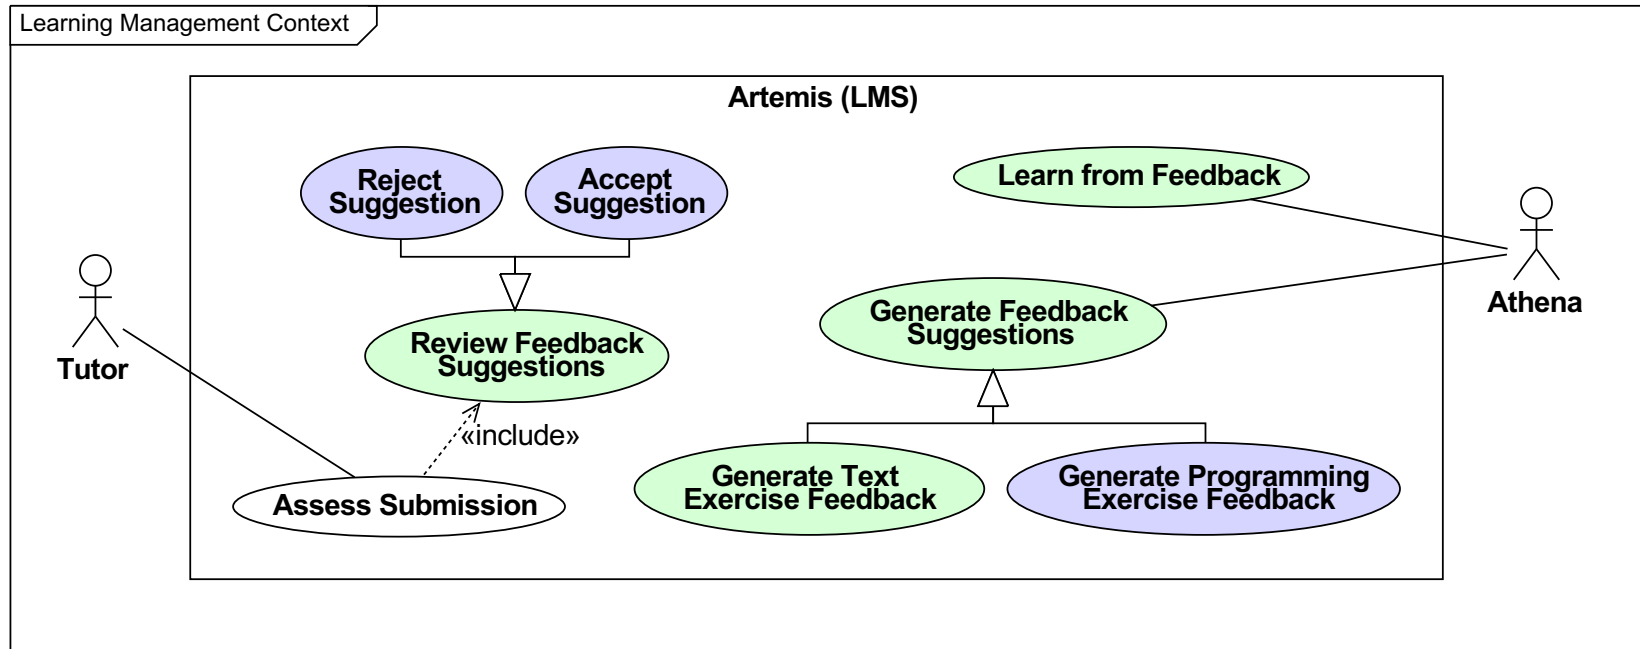 Learning Management Context
Artemis (LMS)
Reject
Suggestion
Accept
Suggestion
Learn from Feedback
Tutor
Review Feedback
Suggestions
Generate Feedback
Suggestions
Athena
«include»
Assess Submission
Generate Text
Exercise Feedback
Generate Programming
Exercise Feedback